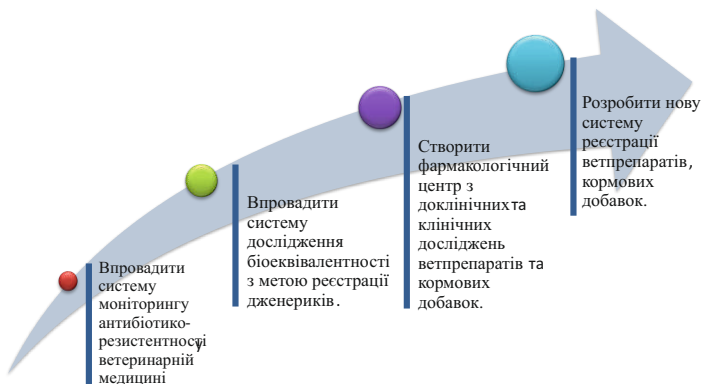 Впровадити
систему
моніторингу
антибіотико-
резистентності
у
ветеринарній
медицині
Впровадити
систему
дослідження
біоеквівалентності
з метою реєстрації
дженериків.
Створити
фармакологічний
центр з
доклінічних та
клінічних
досліджень
ветпрепаратів та
кормових
добавок.
Розробити нову
систему
реєстрації
ветпрепаратів,
кормових
добавок.